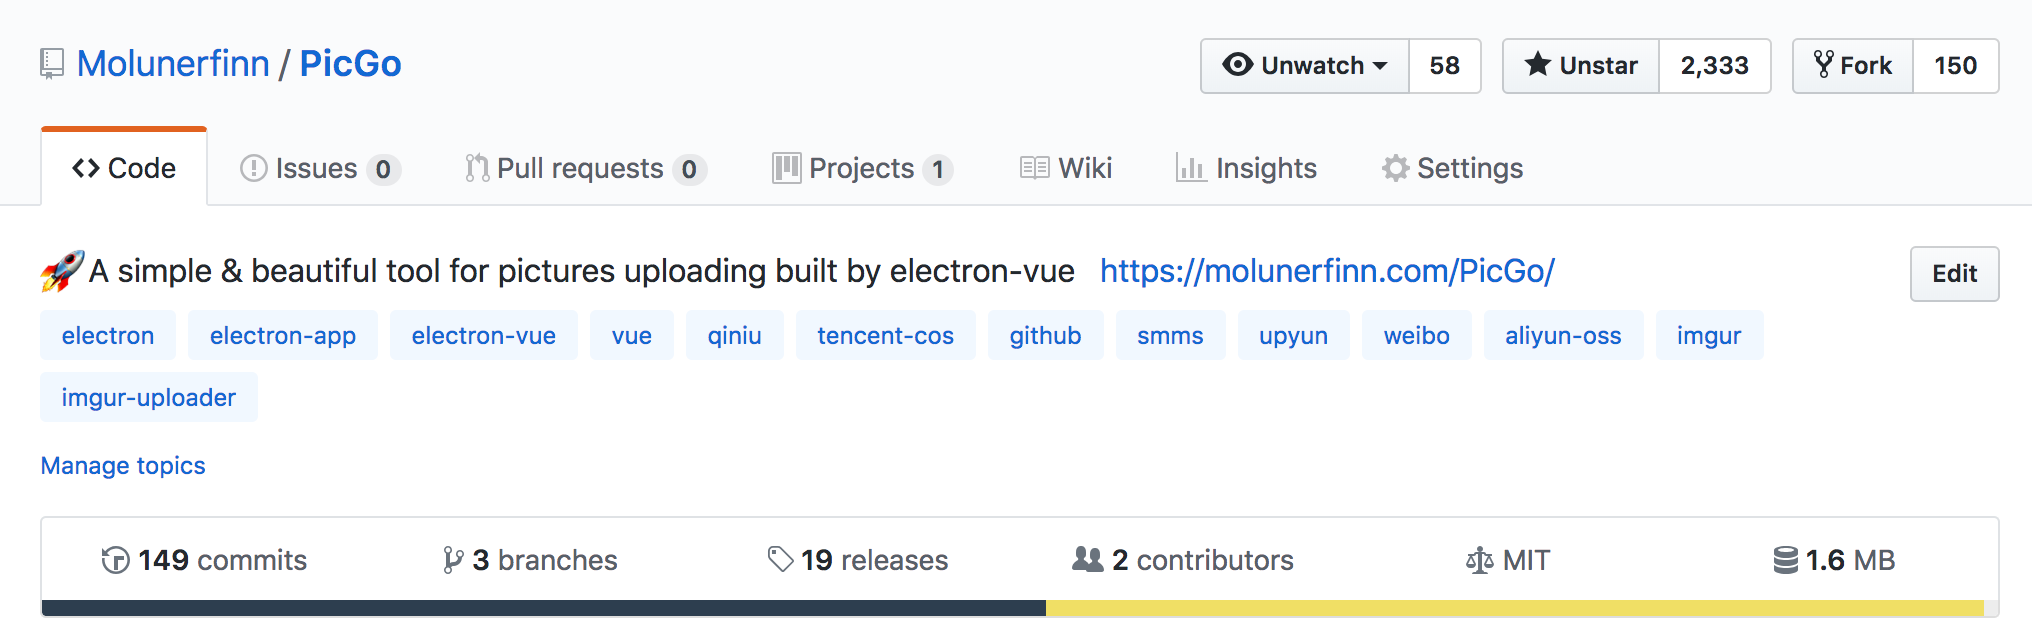 Molunerfinn / PicGo Unwatch 58 Unstar 2,333 Fork 150
Code Issues 0 Pull requests 0 Projects 1 Wiki Insights Settings
🚀A simple & beautiful tool for pictures uploading built by electron-vue https://molunerfinn.com/PicGo/ Edit
electron electron-app electron-vue vue qiniu tencent-cos github smms upyun weibo aliyun-oss imgur
imgur-uploader
Manage topics
149 commits 3 branches 19 releases 2 contributors MIT 1.6 MB